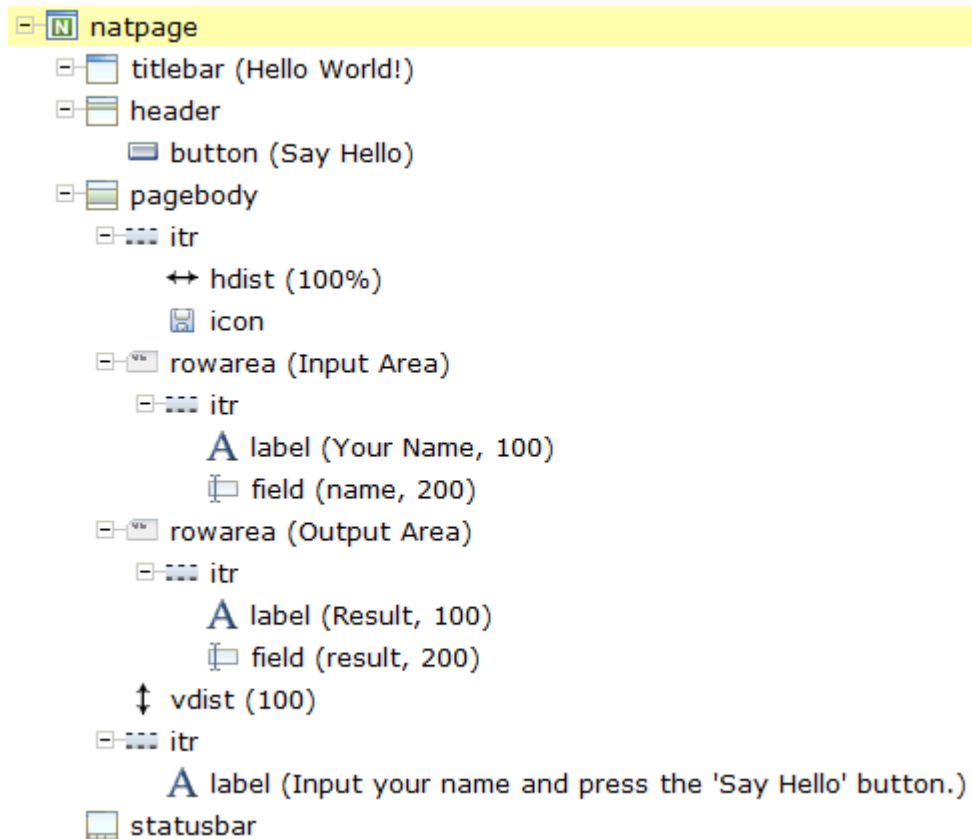 natpage
titlebar (Hello World!)
header
button (Say Hello)
pagebody
itr
hdist (100%)
icon
rowarea (Input Area)
itr
label (Your Name, 100)
field (name, 200)
rowarea (Output Area)
itr
label (Result, 100)
field (result, 200)
vdist (100)
itr
label (Input your name and press the 'Say Hello' button.)
statusbar